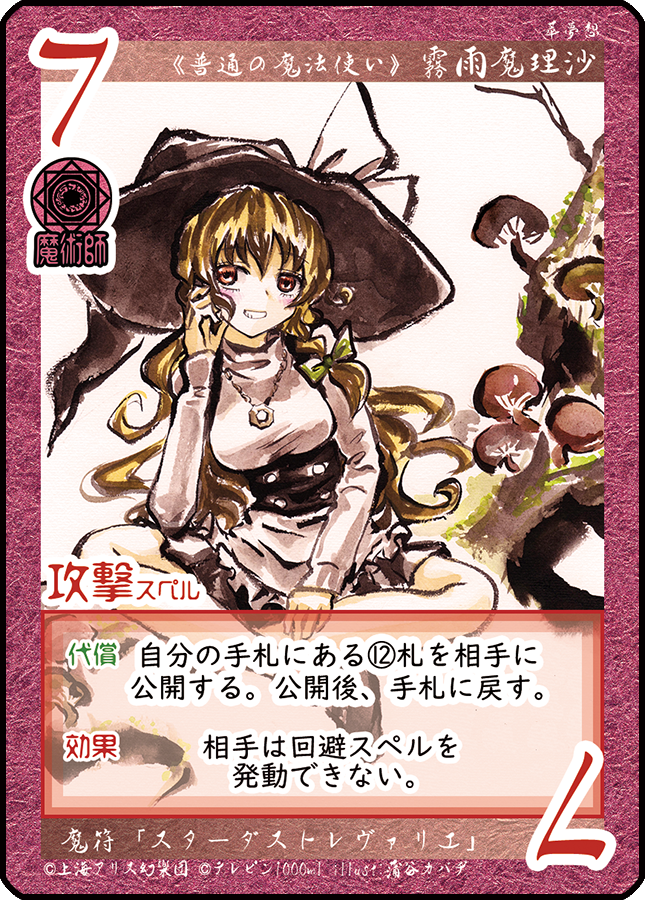 華夢想
7
《普通の魔法使い》 霧雨魔理沙
魔術師
攻撃スペル
代償 自分の手札にある⑫札を相手に
公開する。公開後、手札に戻す。
効果 相手は回避スペルを
発動できない。
魔符「スターダストレヴァリエ」
7
©上海アリス幻樂団 ©テレピン1000ml illust:蒲谷カバヂ